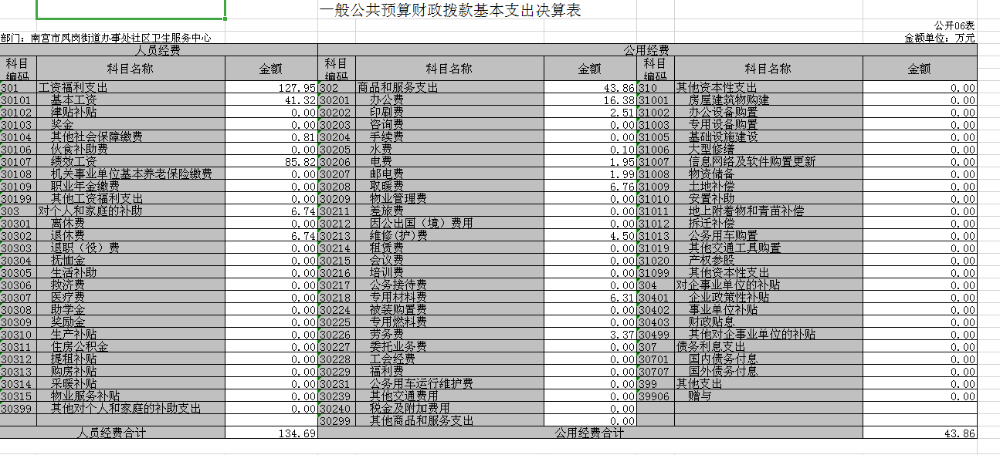 一般公共预算财政拨款基本支出决算表
公开06表
部门：南宫市凤岗街道办事处社区卫生服务中心 金额单位：万元
人员经费 公用经费
科目编码 科目名称 金额 科目编码 科目名称 金额 科目编码 科目名称 金额
301 工资福利支出 127.95 302 商品和服务支出 43.86 310 其他资本性支出 0.00
30101 基本工资 41.32 30201 办公费 16.38 31001 房屋建筑物购建 0.00
30102 津贴补贴 0.00 30202 印刷费 2.51 31002 办公设备购置 0.00
30103 奖金 0.00 30203 咨询费 0.00 31003 专用设备购置 0.00
30104 其他社会保障缴费 0.81 30204 手续费 0.00 31005 基础设施建设 0.00
30106 伙食补助费 0.00 30205 水费 0.10 31006 大型修缮 0.00
30107 绩效工资 85.82 30206 电费 1.95 31007 信息网络及软件购置更新 0.00
30108 机关事业单位基本养老保险缴费 0.00 30207 邮电费 1.99 31008 物资储备 0.00
30109 职业年金缴费 0.00 30208 取暖费 6.76 31009 土地补偿 0.00
30199 其他工资福利支出 0.00 30209 物业管理费 0.00 31010 安置补助 0.00
303 对个人和家庭的补助 6.74 30211 差旅费 0.00 31011 地上附着物和青苗补偿 0.00
30301 离休费 0.00 30212 因公出国（境）费用 0.00 31012 拆迁补偿 0.00
30302 退休费 6.74 30213 维修(护)费 4.50 31013 公务用车购置 0.00
30303 退职（役）费 0.00 30214 租赁费 0.00 31019 其他交通工具购置 0.00
30304 抚恤金 0.00 30215 会议费 0.00 31020 产权参股 0.00
30305 生活补助 0.00 30216 培训费 0.00 31099 其他资本性支出 0.00
30306 救济费 0.00 30217 公务接待费 0.00 304 对企事业单位的补贴 0.00
30307 医疗费 0.00 30218 专用材料费 6.31 30401 企业政策性补贴 0.00
30308 助学金 0.00 30224 被装购置费 0.00 30402 事业单位补贴 0.00
30309 奖励金 0.00 30225 专用燃料费 0.00 30403 财政贴息 0.00
30310 生产补贴 0.00 30226 劳务费 3.37 30499 其他对企事业单位的补贴 0.00
30311 住房公积金 0.00 30227 委托业务费 0.00 307 债务利息支出 0.00
30312 提租补贴 0.00 30228 工会经费 0.00 30701 国内债务付息 0.00
30313 购房补贴 0.00 30229 福利费 0.00 30707 国外债务付息 0.00
30314 采暖补贴 0.00 30231 公务用车运行维护费 0.00 399 其他支出 0.00
30315 物业服务补贴 0.00 30239 其他交通费用 0.00 39906 赠与 0.00
30399 其他对个人和家庭的补助支出 0.00 30240 税金及附加费用 0.00
30299 其他商品和服务支出 0.00
人员经费合计 134.69 公用经费合计 43.86